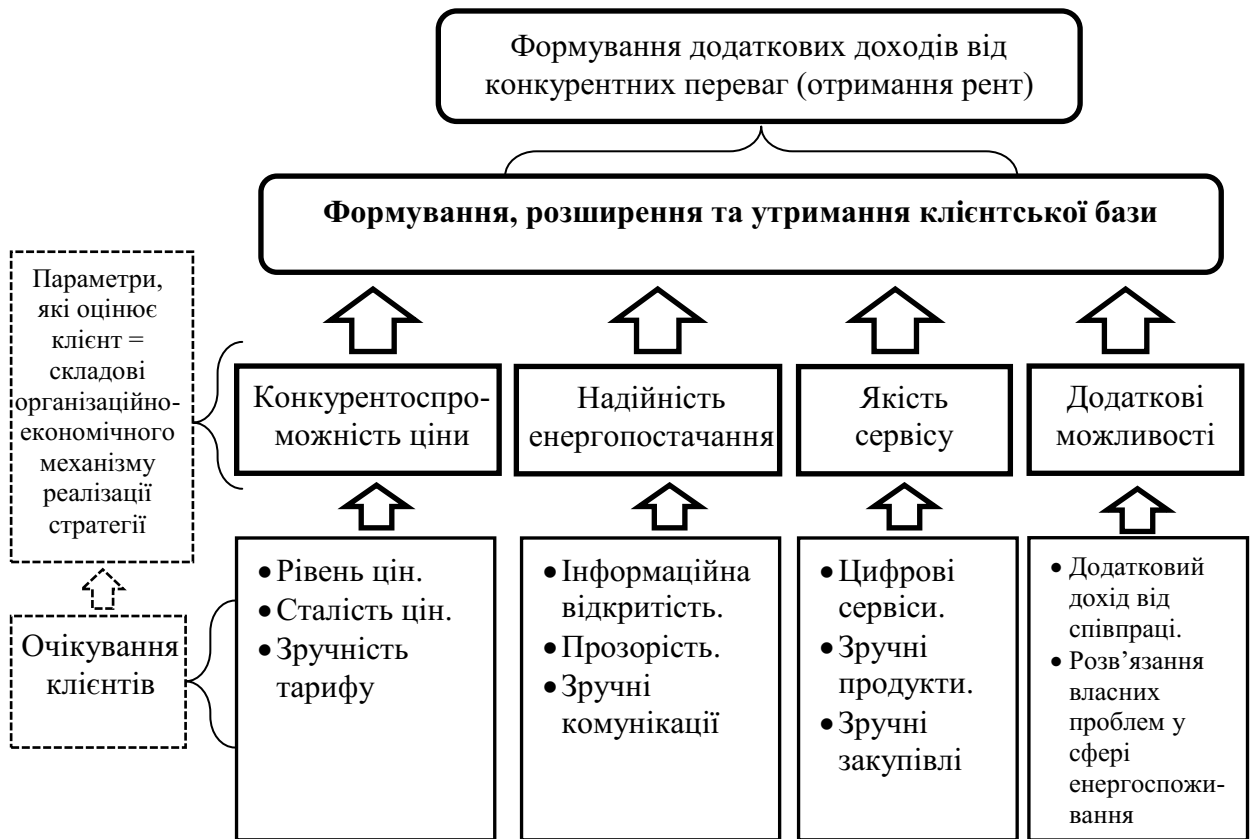 Формування додаткових доходів від
конкурентних переваг (отримання рент)
Формування, розширення та утримання клієнтської бази
Параметри,
які оцінює
клієнт =
складові
організаційно-
економічного
механізму
реалізації
стратегії
Конкурентоспро-
можність ціни
Надійність
енергопостачання
Якість
сервісу
Додаткові
можливості
Очікування
клієнтів
• Рівень цін.
• Сталість цін.
• Зручність
тарифу
• Інформаційна
відкритість.
• Прозорість.
• Зручні
комунікації
• Цифрові
сервіси.
• Зручні
продукти.
• Зручні
закупівлі
• Додатковий
дохід від
співпраці.
• Розв’язання
власних
проблем у
сфері
енергоспожи-
вання